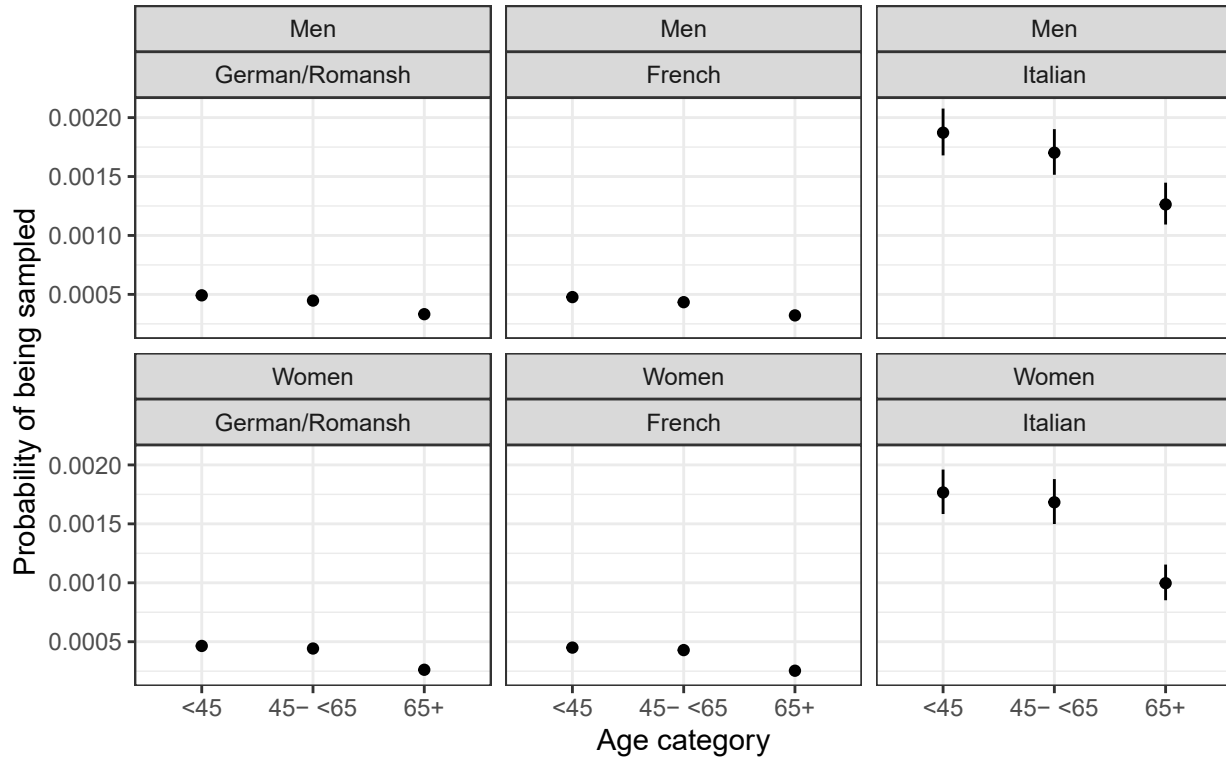 Men
Men
Men
German/Romansh
French
Italian
0.0020
0.0015
0.0010
0.0005
Women
Women
Women
German/Romansh
French
Italian
0.0020
0.0015
0.0010
0.0005
<45
45− <65
65+
<45
45− <65
65+
<45
45− <65
65+
Age category
Probability of being sampled